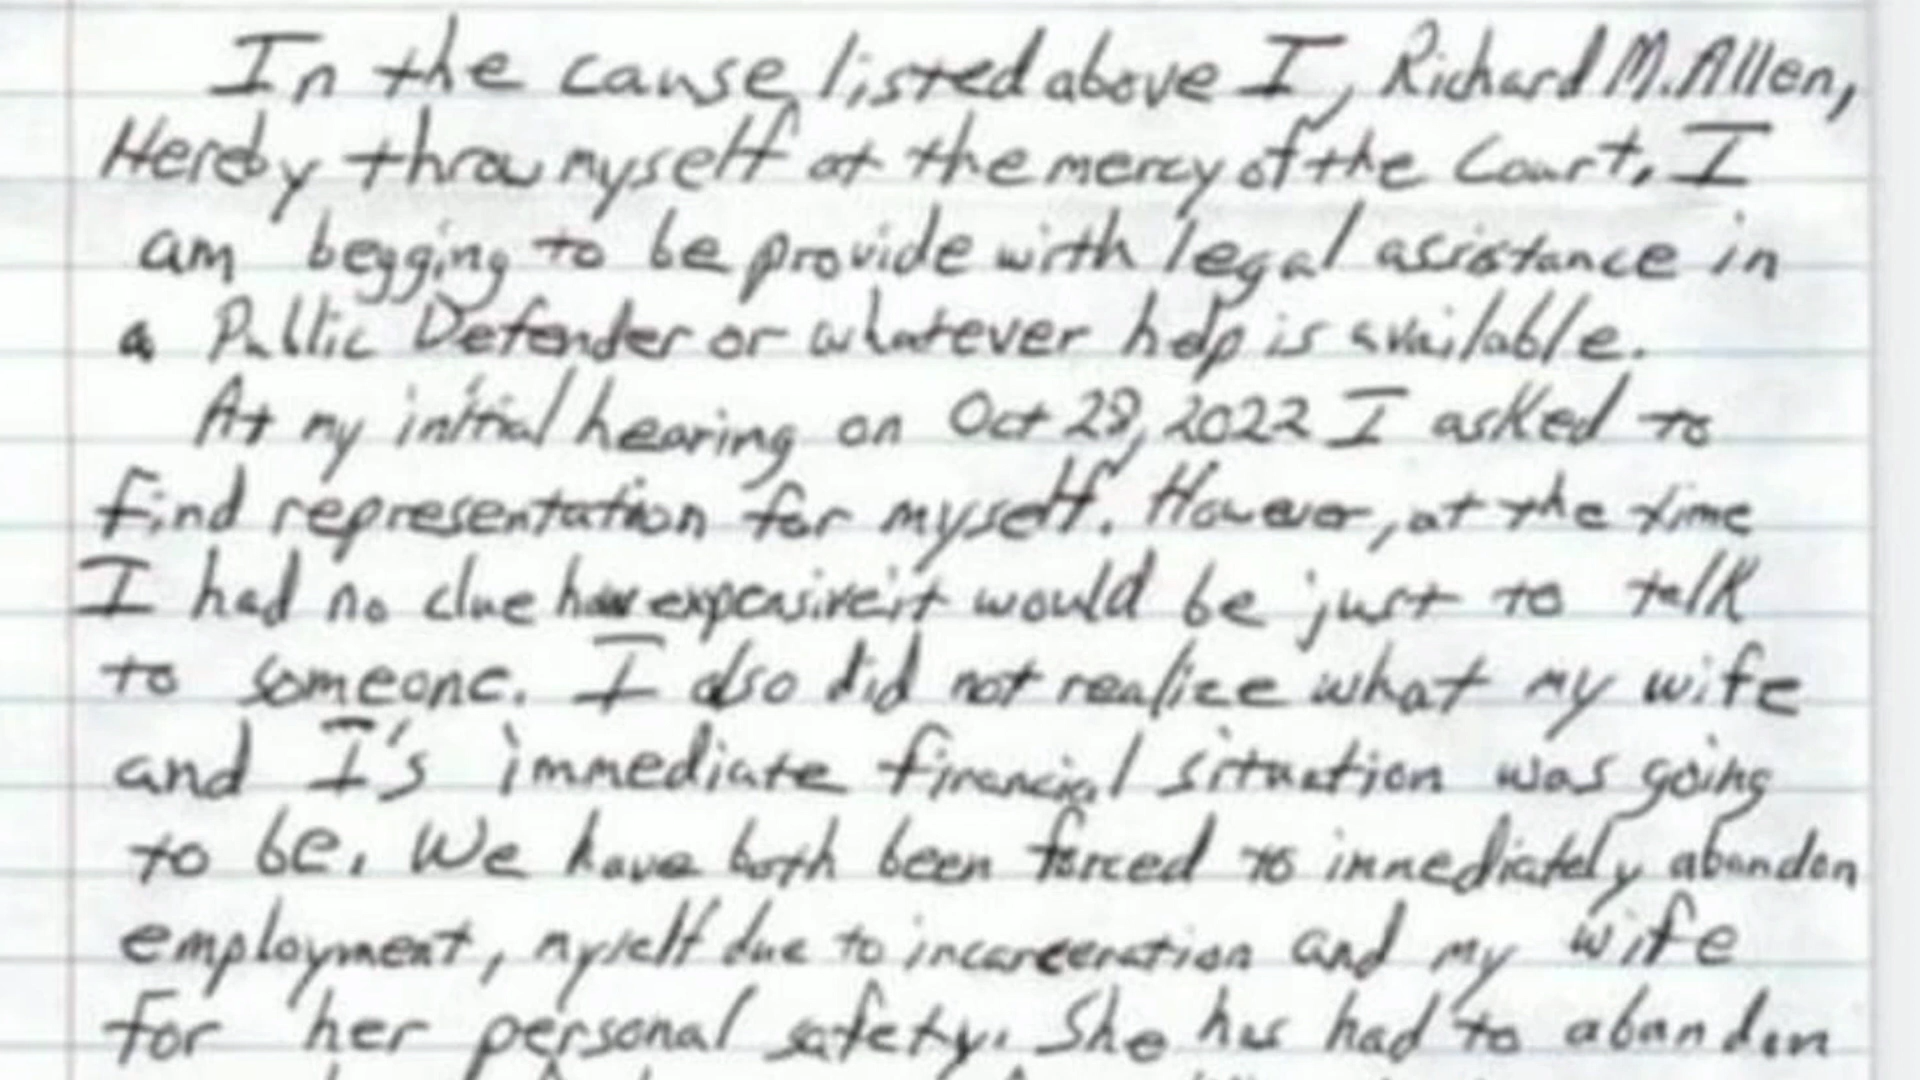 In the cause listed above I, Richard M. Allen,
Hereby throw myself at the mercy of the Court. I
am begging to be provide with legal assistance in
a Public Defender or whatever help is available.
At my initial hearing on Oct 28, 2022 I asked to
find representation for myself. However, at the time
I had no clue how expensive it would be just to talk
to someone. I also did not realize what my wife
and I's immediate financial situation was going
to be. We have both been forced to immediately abandon
employment, myself due to incarceration and my wife
for her personal safety. She has had to abandon